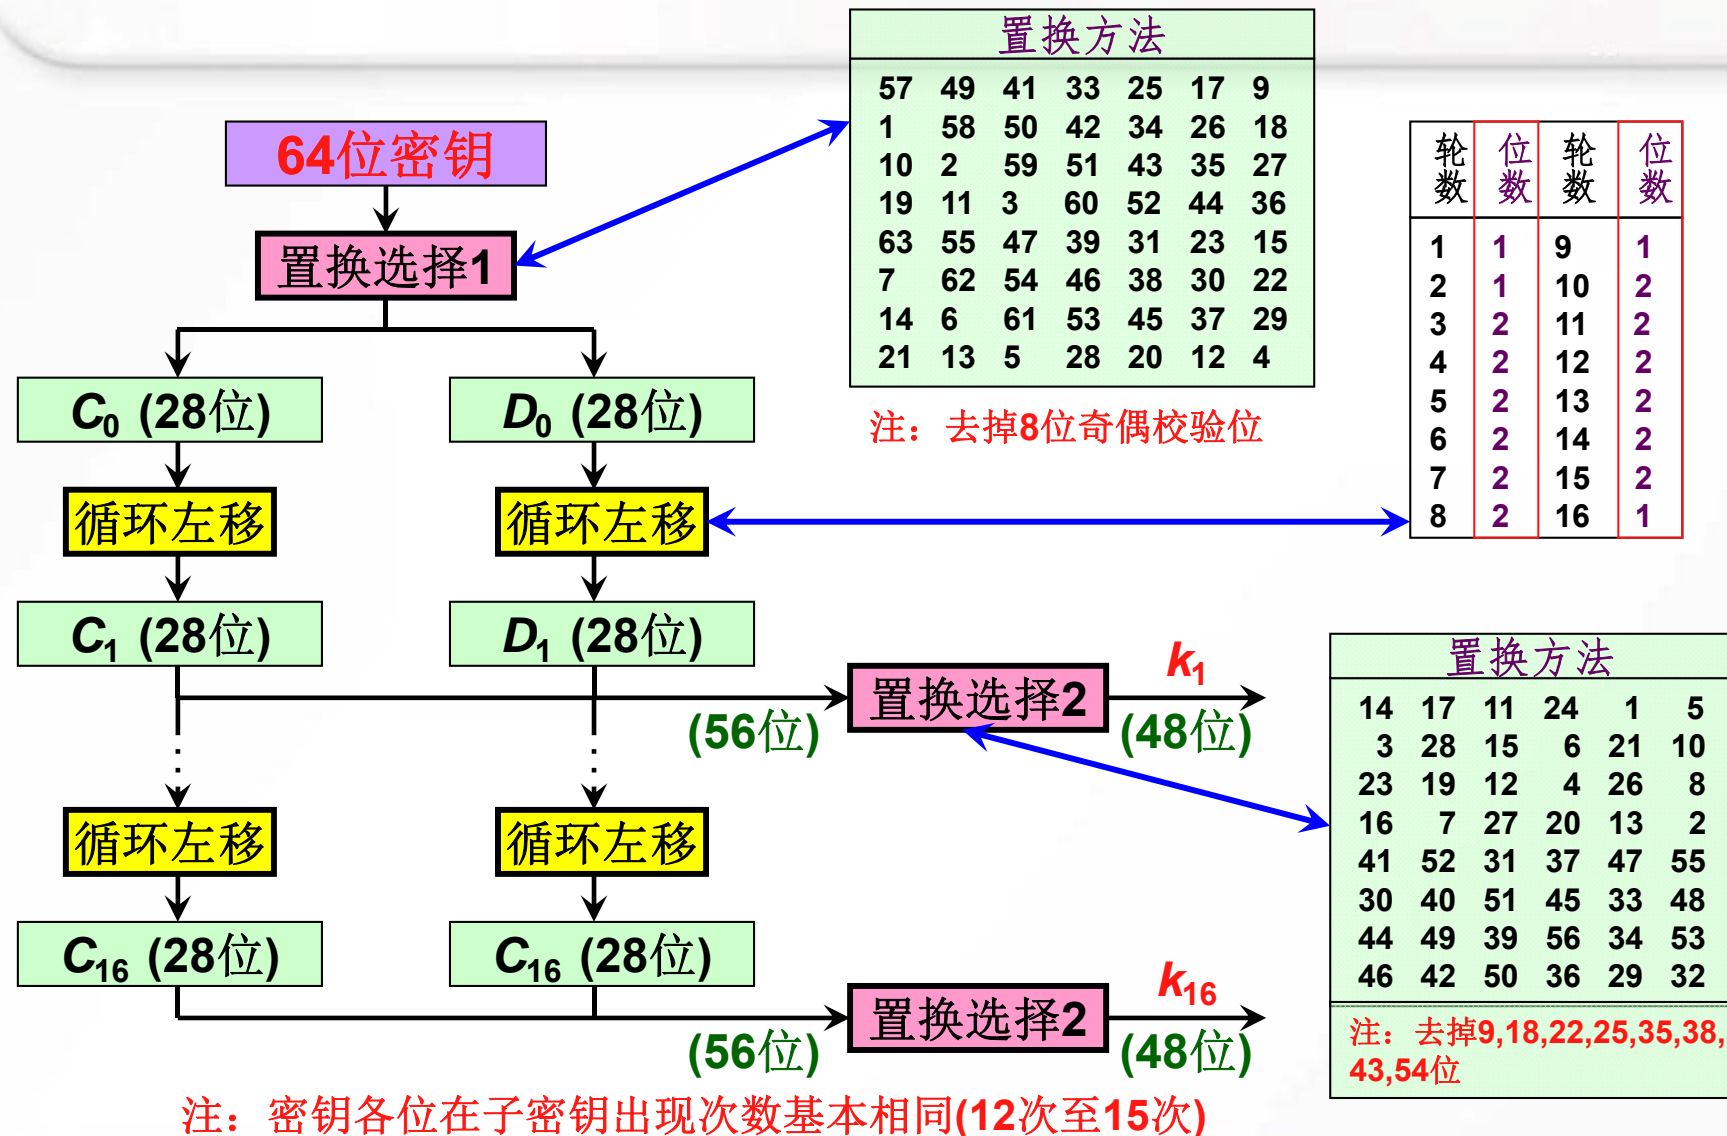 置换方法
57 49 41 33 25 17 9
1 58 50 42 34 26 18
10 2 59 51 43 35 27
19 11 3 60 52 44 36
63 55 47 39 31 23 15
7 62 54 46 38 30 22
14 6 61 53 45 37 29
21 13 5 28 20 12 4
注：去掉8位奇偶校验位
64位密钥
置换选择1
C0 (28位)
D0 (28位)
循环左移
循环左移
C1 (28位)
D1 (28位)
(56位)
置换选择2
k1
(48位)
循环左移
循环左移
C16 (28位)
C16 (28位)
(56位)
置换选择2
k16
(48位)
轮数 位数 轮数 位数
1 1 9 1
2 1 10 2
3 2 11 2
4 2 12 2
5 2 13 2
6 2 14 2
7 2 15 2
8 2 16 1
置换方法
14 17 11 24 1 5
3 28 15 6 21 10
23 19 12 4 26 8
16 7 27 20 13 2
41 52 31 37 47 55
30 40 51 45 33 48
44 49 39 56 34 53
46 42 50 36 29 32
注：去掉9,18,22,25,35,38,
43,54位
注：密钥各位在子密钥出现次数基本相同(12次至15次)